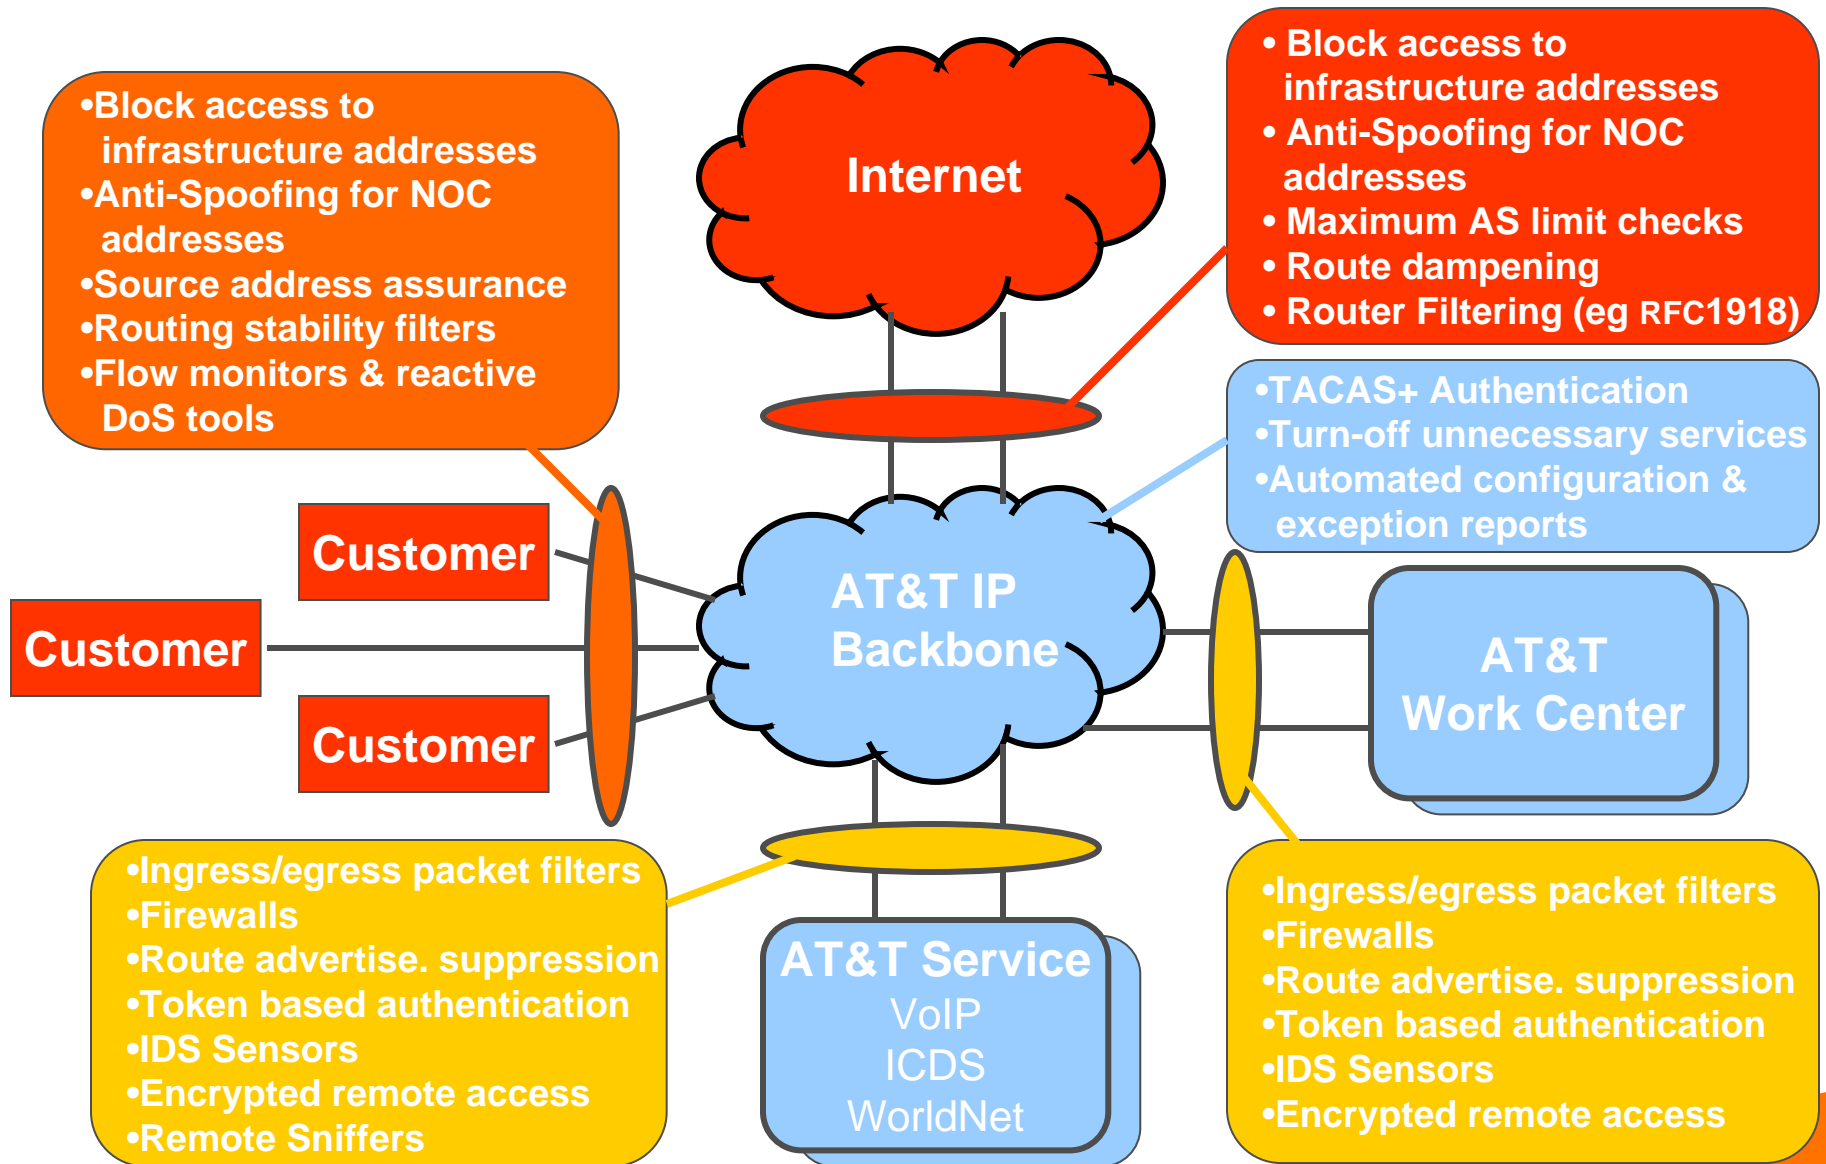 •Block access to
infrastructure addresses
•Anti-Spoofing for NOC
addresses
•Source address assurance
•Routing stability filters
•Flow monitors & reactive
DoS tools
Internet
• Block access to
infrastructure addresses
• Anti-Spoofing for NOC
addresses
• Maximum AS limit checks
• Route dampening
• Router Filtering (eg RFC1918)
•TACAS+ Authentication
•Turn-off unnecessary services
•Automated configuration &
exception reports
Customer
Customer
Customer
AT&T IP
Backbone
AT&T
Work Center
•Ingress/egress packet filters
•Firewalls
•Route advertise. suppression
•Token based authentication
•IDS Sensors
•Encrypted remote access
•Remote Sniffers
AT&T Service
VoIP
ICDS
WorldNet
•Ingress/egress packet filters
•Firewalls
•Route advertise. suppression
•Token based authentication
•IDS Sensors
•Encrypted remote access